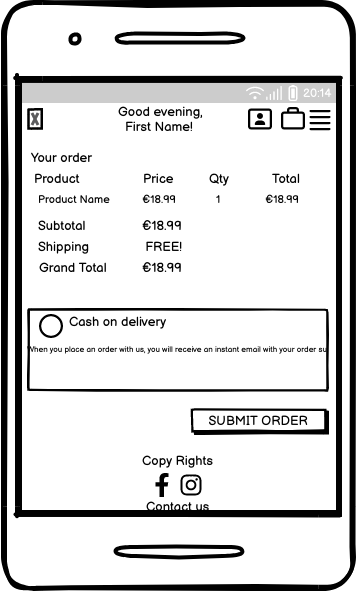 20:14
Good evening,
First Name!
Your order
Product Price Qty Total
Product Name €18.99 1 €18.99
Subtotal €18.99
Shipping FREE!
Grand Total €18.99
Cash on delivery
When you place an order with us, you will receive an instant email with your order su
SUBMIT ORDER
Copy Rights
Contact us